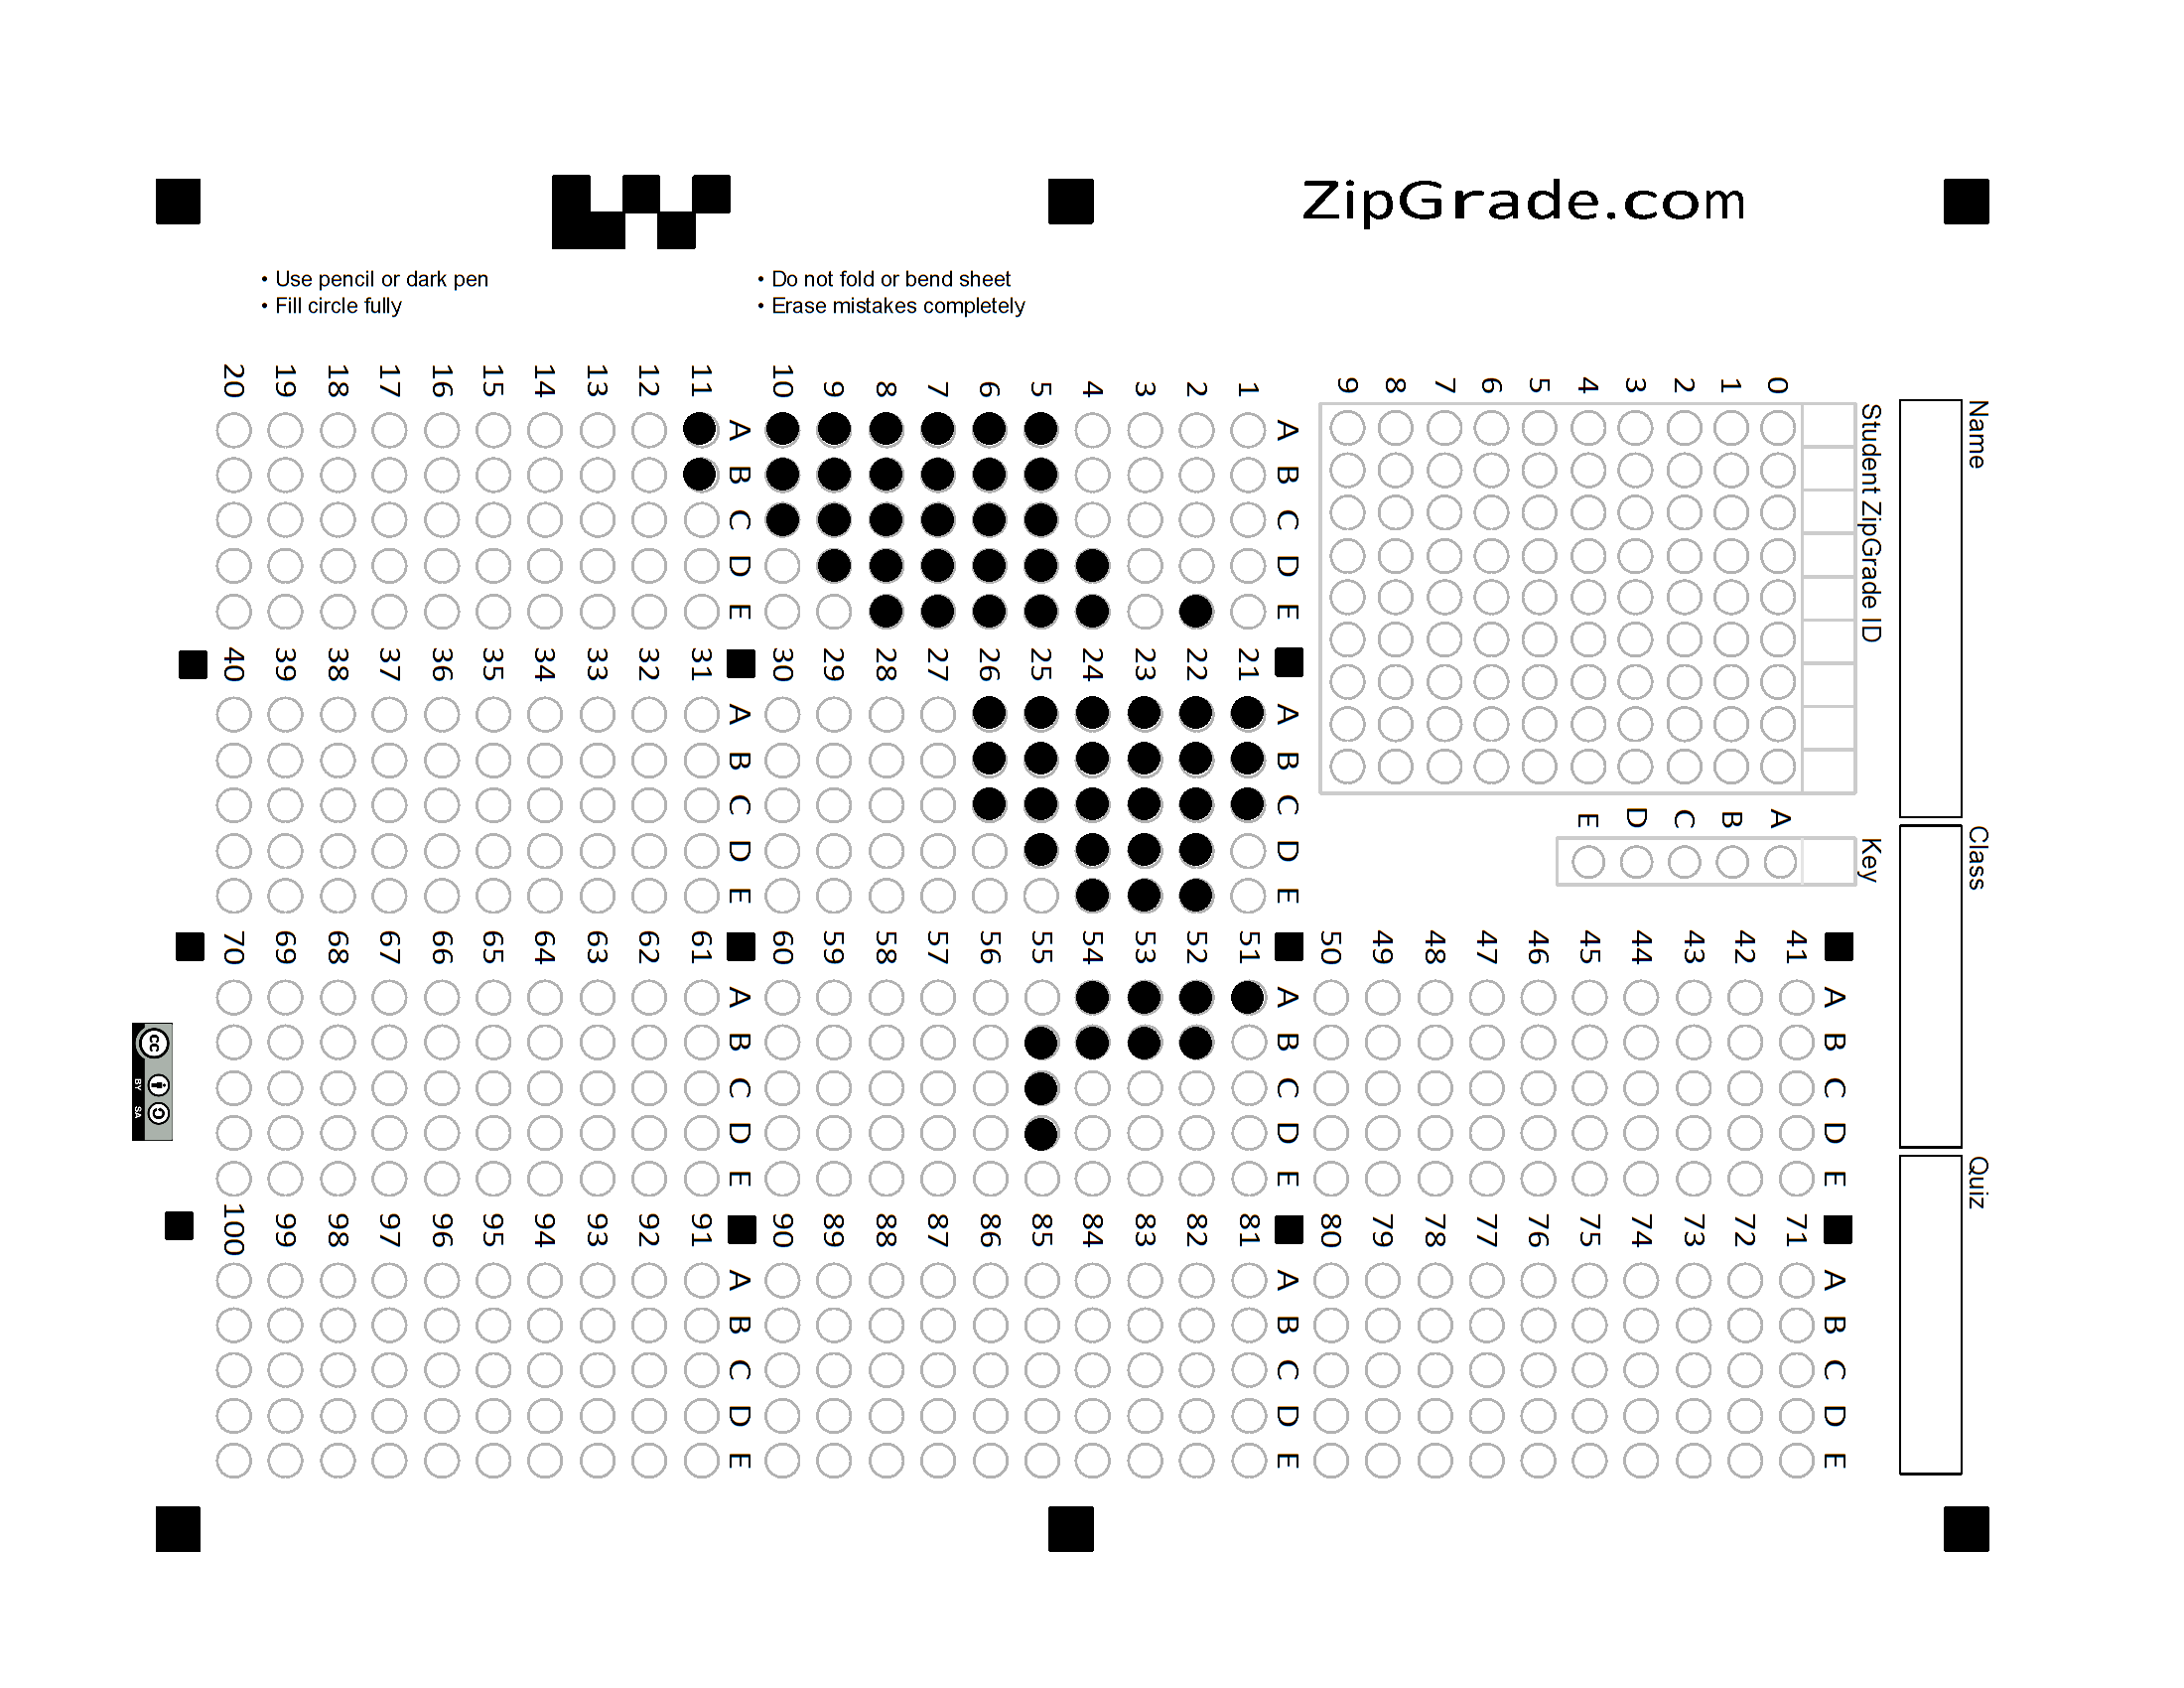 ZipGrade.com
• Use pencil or dark pen
• Fill circle fully
• Do not fold or bend sheet
• Erase mistakes completely
Name
Class
Quiz
Student ZipGrade ID
0 1 2 3 4 5 6 7 8 9
Key
A B C D E
A B C D E
1 2 3 4 5 6 7 8 9 10
A B C D E
11 12 13 14 15 16 17 18 19 20
A B C D E
21 22 23 24 25 26 27 28 29 30
A B C D E
31 32 33 34 35 36 37 38 39 40
A B C D E
41 42 43 44 45 46 47 48 49 50
A B C D E
51 52 53 54 55 56 57 58 59 60
A B C D E
61 62 63 64 65 66 67 68 69 70
A B C D E
71 72 73 74 75 76 77 78 79 80
A B C D E
81 82 83 84 85 86 87 88 89 90
A B C D E
91 92 93 94 95 96 97 98 99 100
A B C D E
cc BY SA